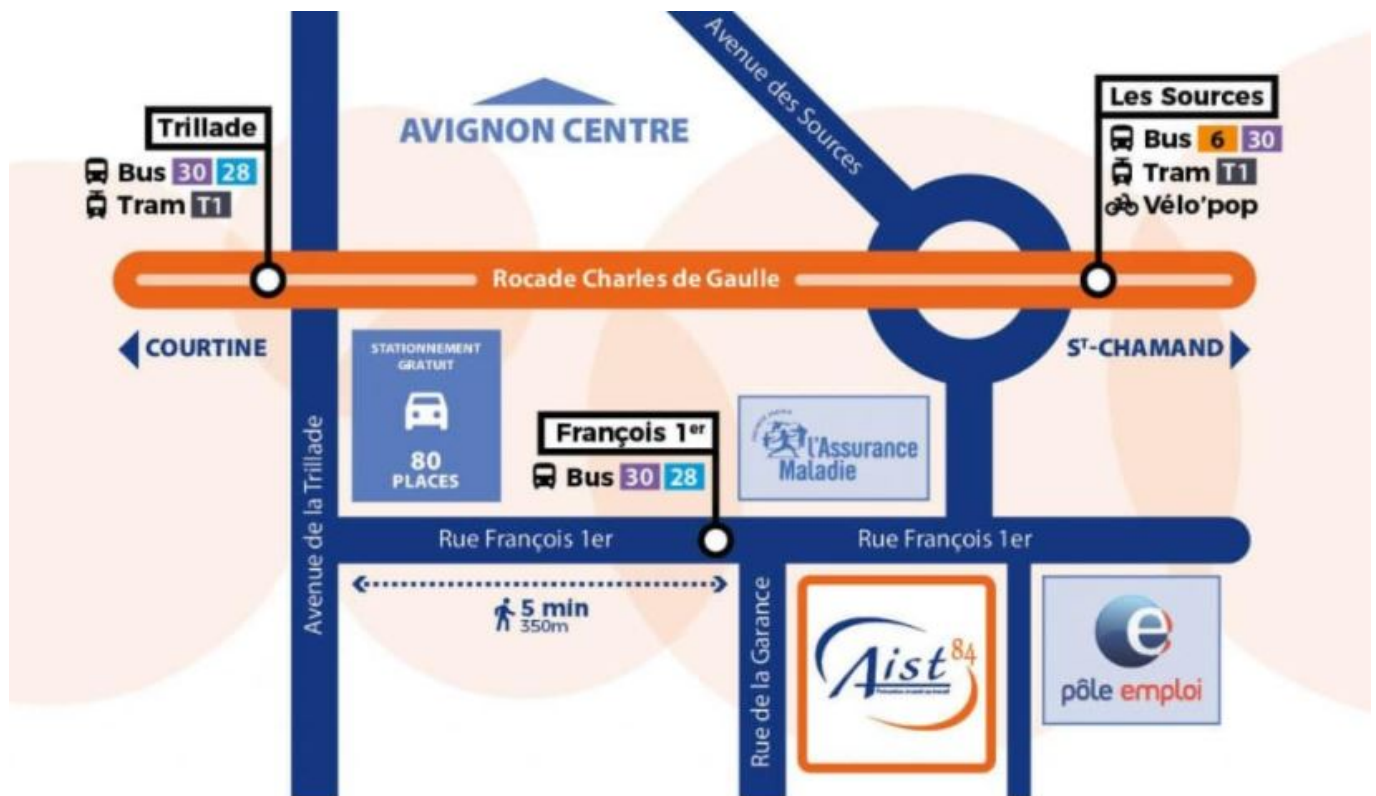 Avenue des Sources
Trillade
Bus 30 28
Tram T1
AVIGNON CENTRE
Les Sources
Bus 6 30
Tram T1
Vélo'pop
Rocade Charles de Gaulle
COURTINE
Sᵀ-CHAMAND
STATIONNEMENT
GRATUIT
80
PLACES
François 1er
Bus 30 28
l'Assurance
Maladie
Avenue de la Trillade
Rue François 1er
Rue François 1er
5 min
350m
Rue de la Garance
Aist 84
e
pôle emploi